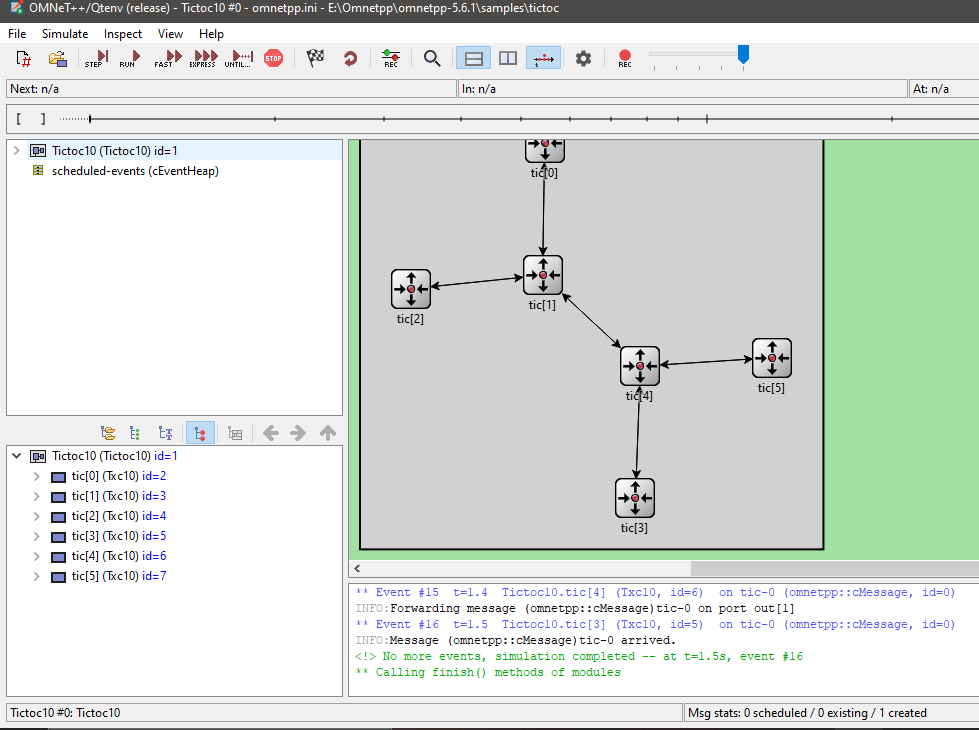 OMNeT++/Qtenv (release) - Tictoc10 #0 - omnetpp.ini - E:\Omnetpp\omnetpp-5.6.1\samples\tictoc
File Simulate Inspect View Help
STEP RUN FAST EXPRESS UNTIL... STOP REC REC
Next: n/a In: n/a At: n/a
[ ]
Tictoc10 (Tictoc10) id=1
scheduled-events (cEventHeap)
tic[0]
tic[1]
tic[2]
tic[4]
tic[5]
tic[3]
Tictoc10 (Tictoc10) id=1
tic[0] (Txc10) id=2
tic[1] (Txc10) id=3
tic[2] (Txc10) id=4
tic[3] (Txc10) id=5
tic[4] (Txc10) id=6
tic[5] (Txc10) id=7
** Event #15 t=1.4 Tictoc10.tic[4] (Txc10, id=6) on tic-0 (omnetpp::cMessage, id=0)
INFO:Forwarding message (omnetpp::cMessage)tic-0 on port out[1]
** Event #16 t=1.5 Tictoc10.tic[3] (Txc10, id=5) on tic-0 (omnetpp::cMessage, id=0)
INFO:Message (omnetpp::cMessage)tic-0 arrived.
<!> No more events, simulation completed -- at t=1.5s, event #16
** Calling finish() methods of modules
Tictoc10 #0: Tictoc10
Msg stats: 0 scheduled / 0 existing / 1 created